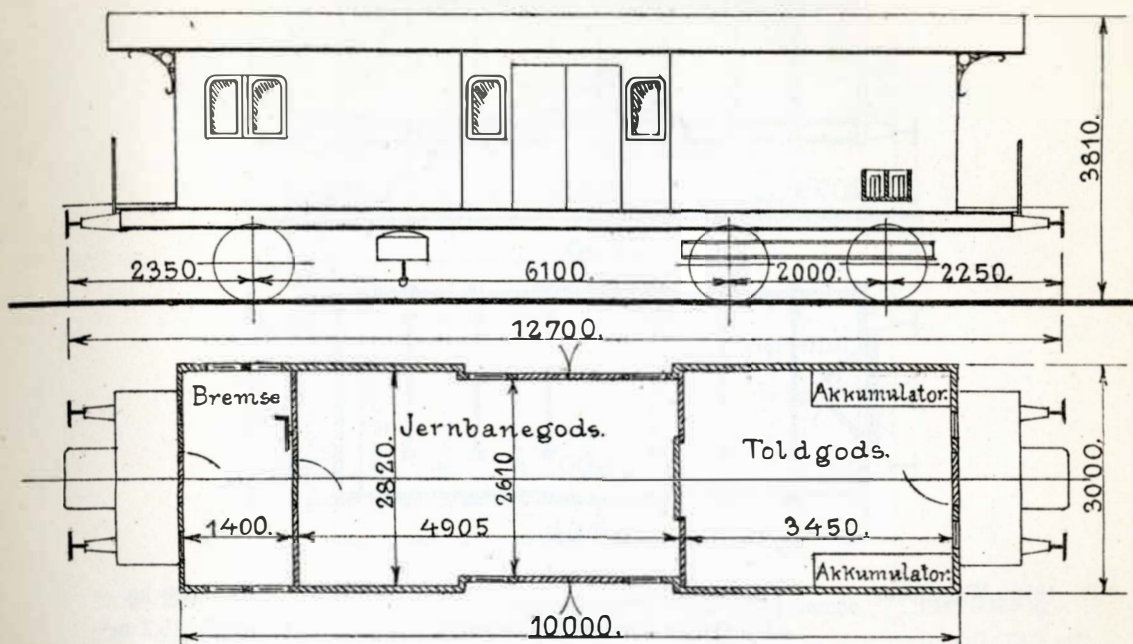 3810.
2350.
6100.
2000.
2250.
12700.
Bremse
Jernbanegods.
Toldgods.
Akkumulator.
2820.
2610
3000.
1400.
4905
3450.
Akkumulator.
10000.